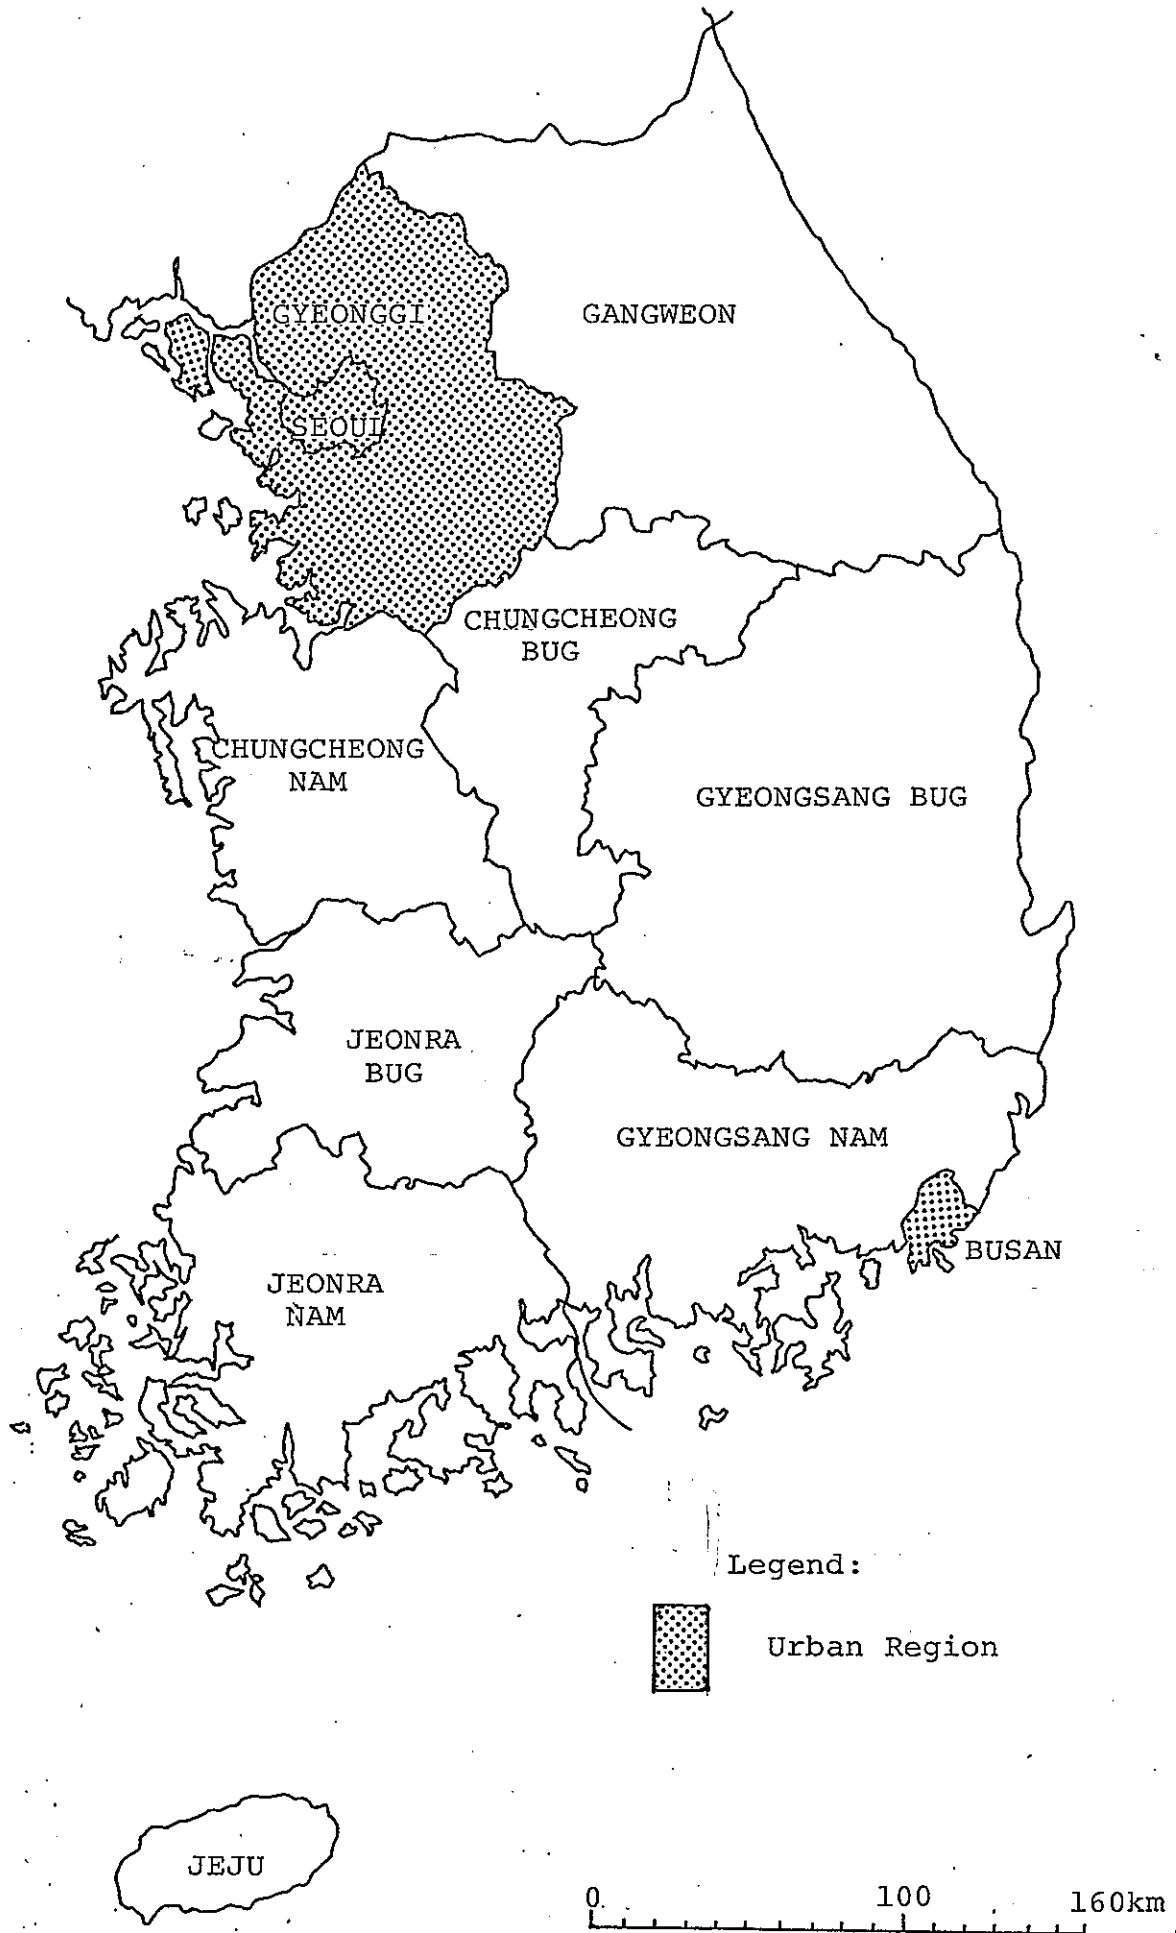 GYEONGGI
GANGWEON
SEOUL
CHUNGCHEONG
BUG
CHUNGCHEONG
NAM
GYEONGSANG BUG
JEONRA
BUG
GYEONGSANG NAM
BUSAN
JEONRA
NAM
Legend:
Urban Region
JEJU
0 100 160km